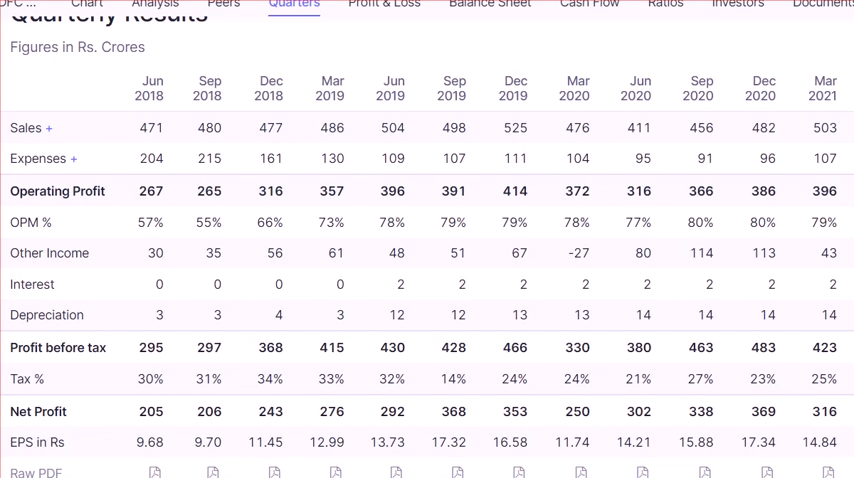 DFC ... Chart Analysis Peers Quarters Profit & Loss Balance Sheet Cash Flow Ratios Investors Documents
Quarterly Results
Figures in Rs. Crores
Jun Sep Dec Mar Jun Sep Dec Mar Jun Sep Dec Mar
2018 2018 2018 2019 2019 2019 2019 2020 2020 2020 2020 2021
Sales + 471 480 477 486 504 498 525 476 411 456 482 503
Expenses + 204 215 161 130 109 107 111 104 95 91 96 107
Operating Profit 267 265 316 357 396 391 414 372 316 366 386 396
OPM % 57% 55% 66% 73% 78% 79% 79% 78% 77% 80% 80% 79%
Other Income 30 35 56 61 48 51 67 -27 80 114 113 43
Interest 0 0 0 0 2 2 2 2 2 2 2 2
Depreciation 3 3 4 3 12 12 13 13 14 14 14 14
Profit before tax 295 297 368 415 430 428 466 330 380 463 483 423
Tax % 30% 31% 34% 33% 32% 14% 24% 24% 21% 27% 23% 25%
Net Profit 205 206 243 276 292 368 353 250 302 338 369 316
EPS in Rs 9.68 9.70 11.45 12.99 13.73 17.32 16.58 11.74 14.21 15.88 17.34 14.84
Raw PDF